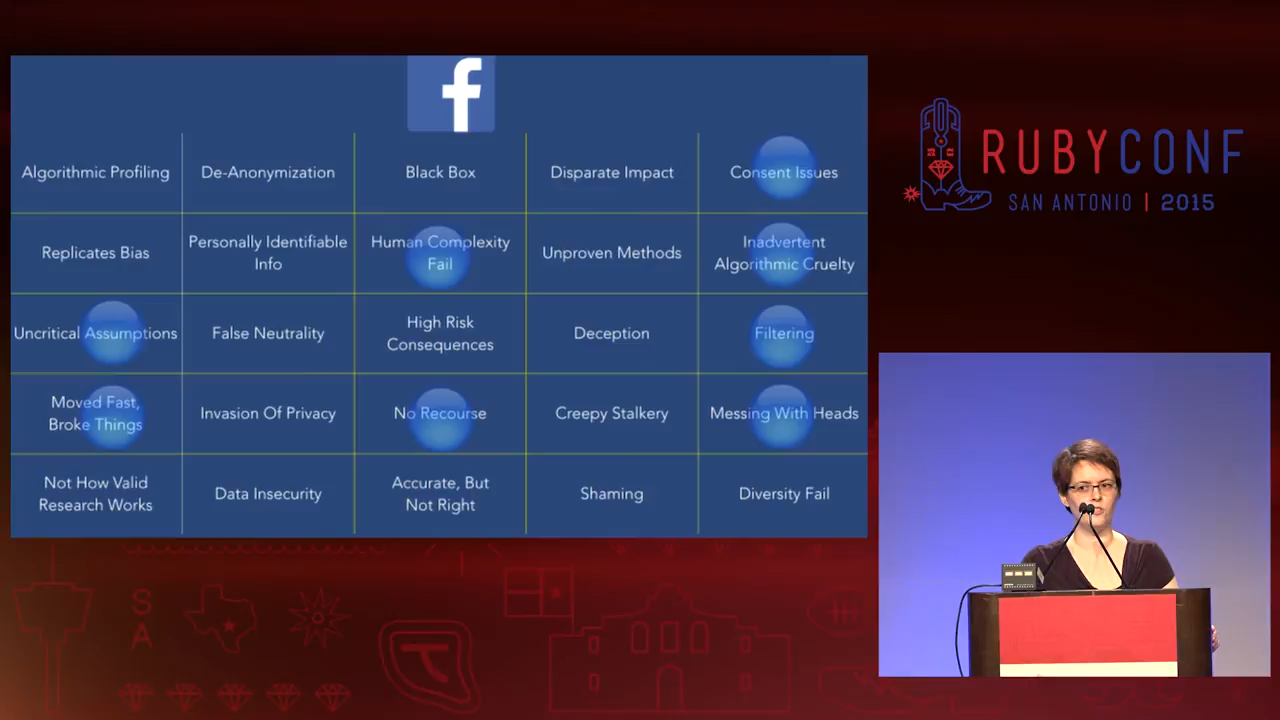 f
Algorithmic Profiling
De-Anonymization
Black Box
Disparate Impact
Consent Issues
Replicates Bias
Personally Identifiable
Info
Human Complexity
Fail
Unproven Methods
Inadvertent
Algorithmic Cruelty
Uncritical Assumptions
False Neutrality
High Risk
Consequences
Deception
Filtering
Moved Fast,
Broke Things
Invasion Of Privacy
No Recourse
Creepy Stalkery
Messing With Heads
Not How Valid
Research Works
Data Insecurity
Accurate, But
Not Right
Shaming
Diversity Fail
RUBYCONF
SAN ANTONIO | 2015
S
A